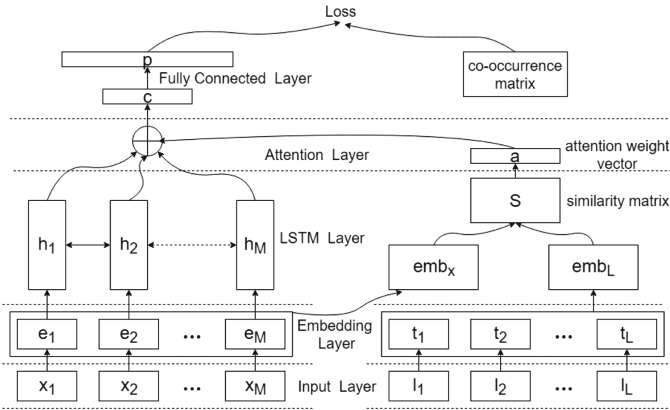 Loss
p
co-occurrence
matrix
Fully Connected Layer
c
Attention Layer
a
attention weight
vector
S
similarity matrix
h1
h2
hM
LSTM Layer
embx
embL
e1
e2
...
eM
Embedding
Layer
t1
t2
...
tL
x1
x2
...
xM
Input Layer
l1
l2
...
lL